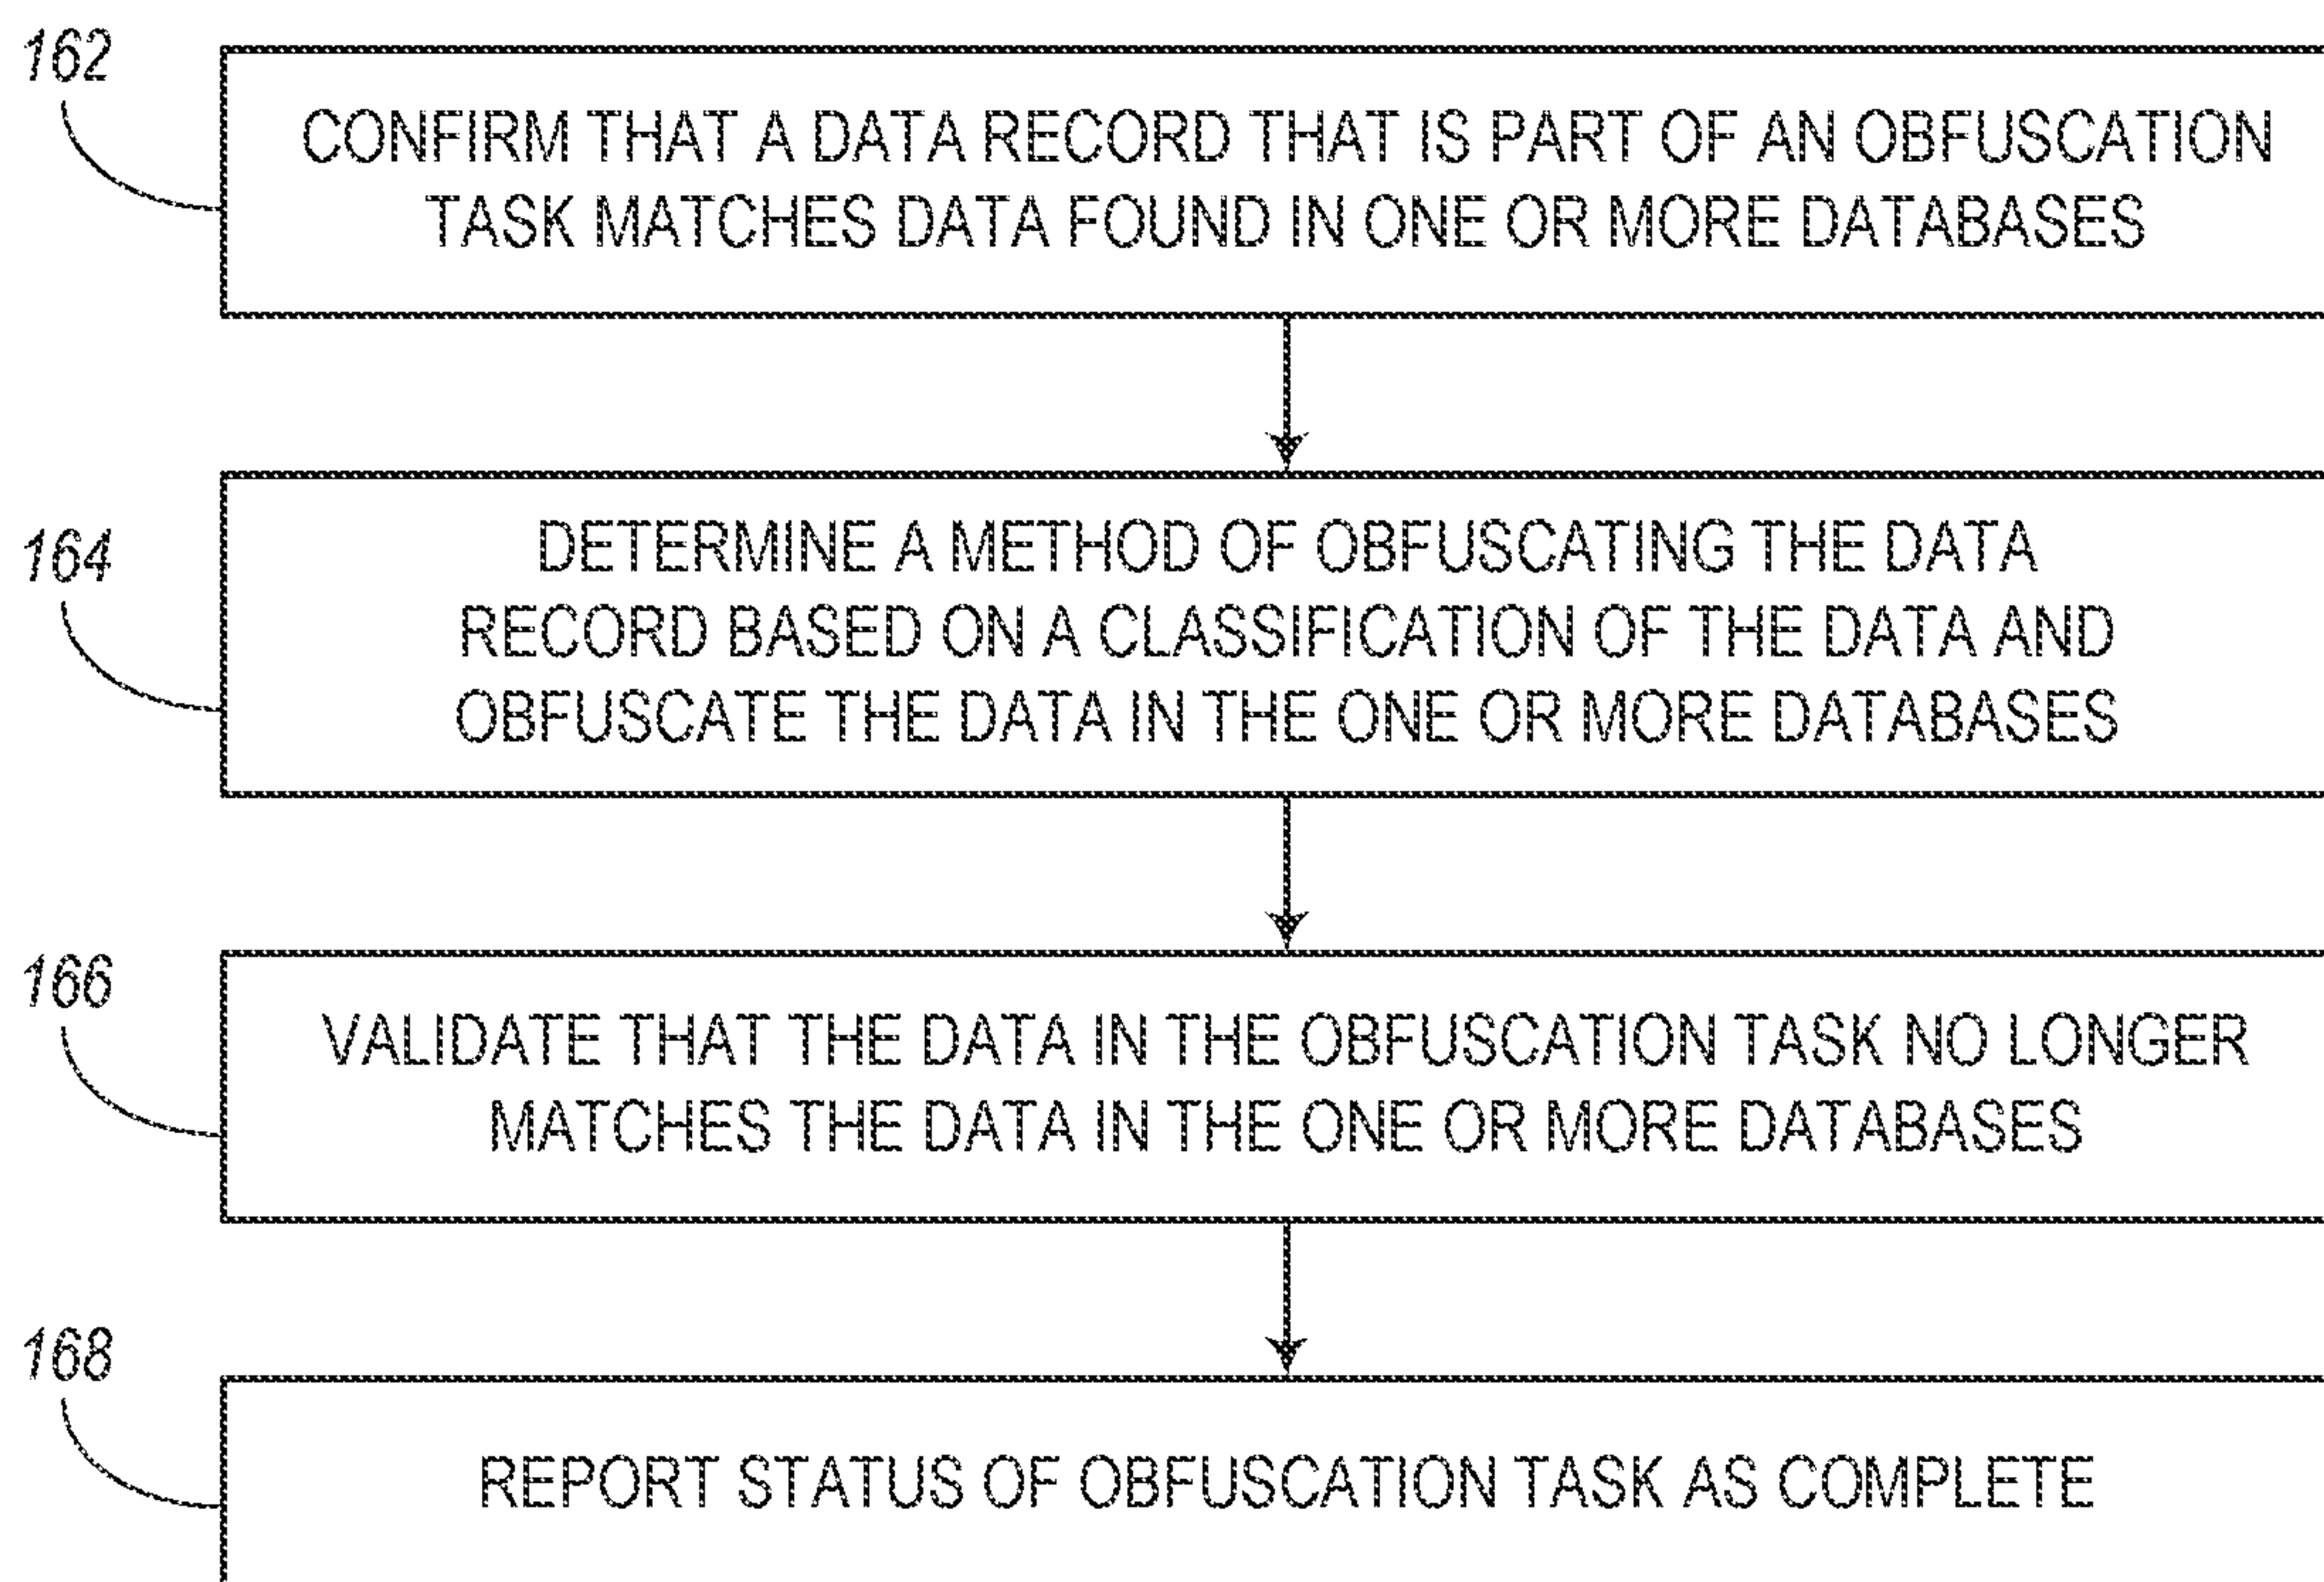 162
CONFIRM THAT A DATA RECORD THAT IS PART OF AN OBFUSCATION
TASK MATCHES DATA FOUND IN ONE OR MORE DATABASES
164
DETERMINE A METHOD OF OBFUSCATING THE DATA
RECORD BASED ON A CLASSIFICATION OF THE DATA AND
OBFUSCATE THE DATA IN THE ONE OR MORE DATABASES
166
VALIDATE THAT THE DATA IN THE OBFUSCATION TASK NO LONGER
MATCHES THE DATA IN THE ONE OR MORE DATABASES
168
REPORT STATUS OF OBFUSCATION TASK AS COMPLETE